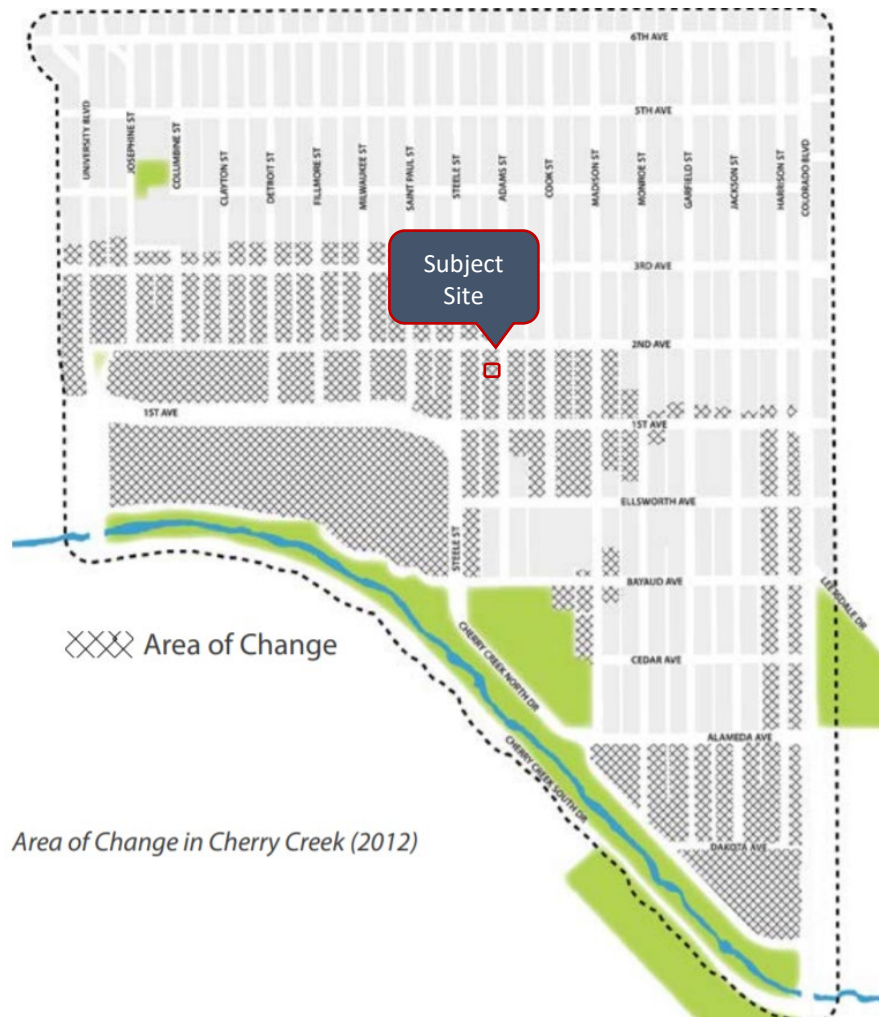 6TH AVE
5TH AVE
UNIVERSITY BLVD
JOSEPHINE ST
COLUMBINE ST
CLAYTON ST
DETROIT ST
FILLMORE ST
MILWAUKEE ST
SAINT PAUL ST
STEELE ST
ADAMS ST
COOK ST
MADISON ST
MONROE ST
GARFIELD ST
JACKSON ST
HARRISON ST
COLORADO BLVD
Subject
Site
3RD AVE
2ND AVE
1ST AVE
1ST AVE
ELLSWORTH AVE
STEELE ST
BAYAUD AVE
LEETSDALE DR
Area of Change
CEDAR AVE
CHERRY CREEK NORTH DR
ALAMEDA AVE
CHERRY CREEK SOUTH DR
Area of Change in Cherry Creek (2012)
DAKOTA AVE